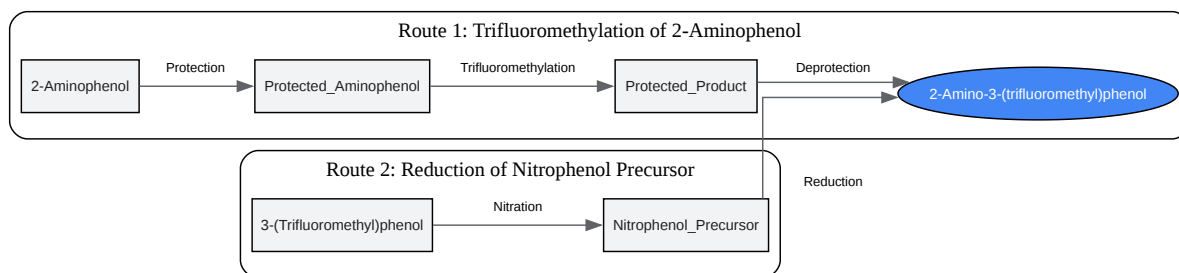 Route 1: Trifluoromethylation of 2-Aminophenol
2-Aminophenol
Protection
Protected_Aminophenol
Trifluoromethylation
Protected_Product
Deprotection
2-Amino-3-(trifluoromethyl)phenol
Route 2: Reduction of Nitrophenol Precursor
3-(Trifluoromethyl)phenol
Nitration
Nitrophenol_Precursor
Reduction